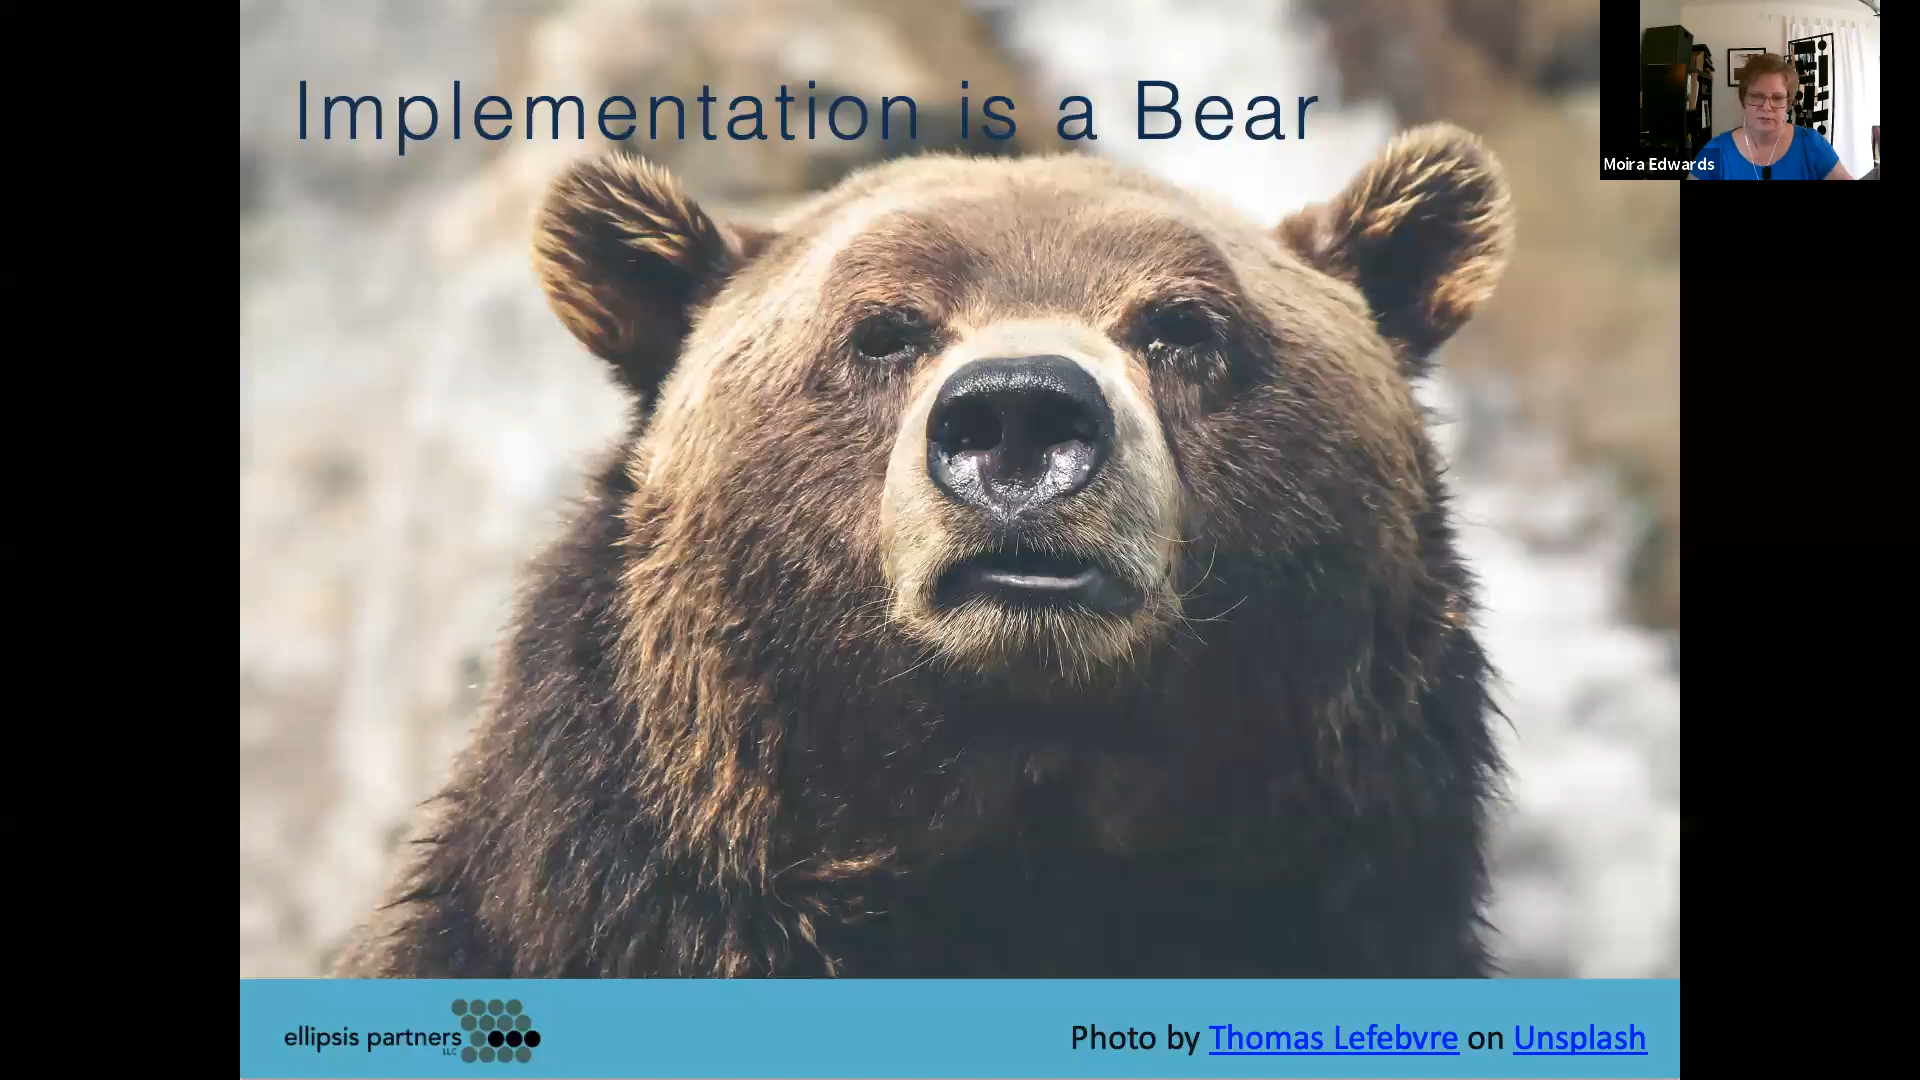 Implementation is a Bear
Moira Edwards
ellipsis partners
LLC
Photo by Thomas Lefebvre on Unsplash